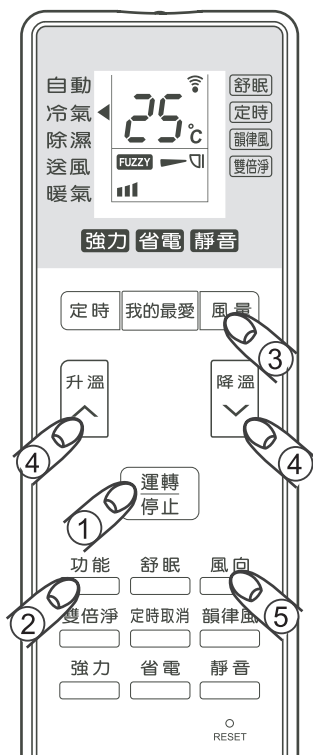 自動
冷氣
除濕
送風
暖氣
25°C
FUZZY
舒眠
定時
韻律風
雙倍淨
強力 省電 靜音
定時 我的最愛 風量
③
升溫 降溫
④ ④
運轉
停止
①
功能 舒眠 風向
② ⑤
雙倍淨 定時取消 韻律風
強力 省電 靜音
RESET